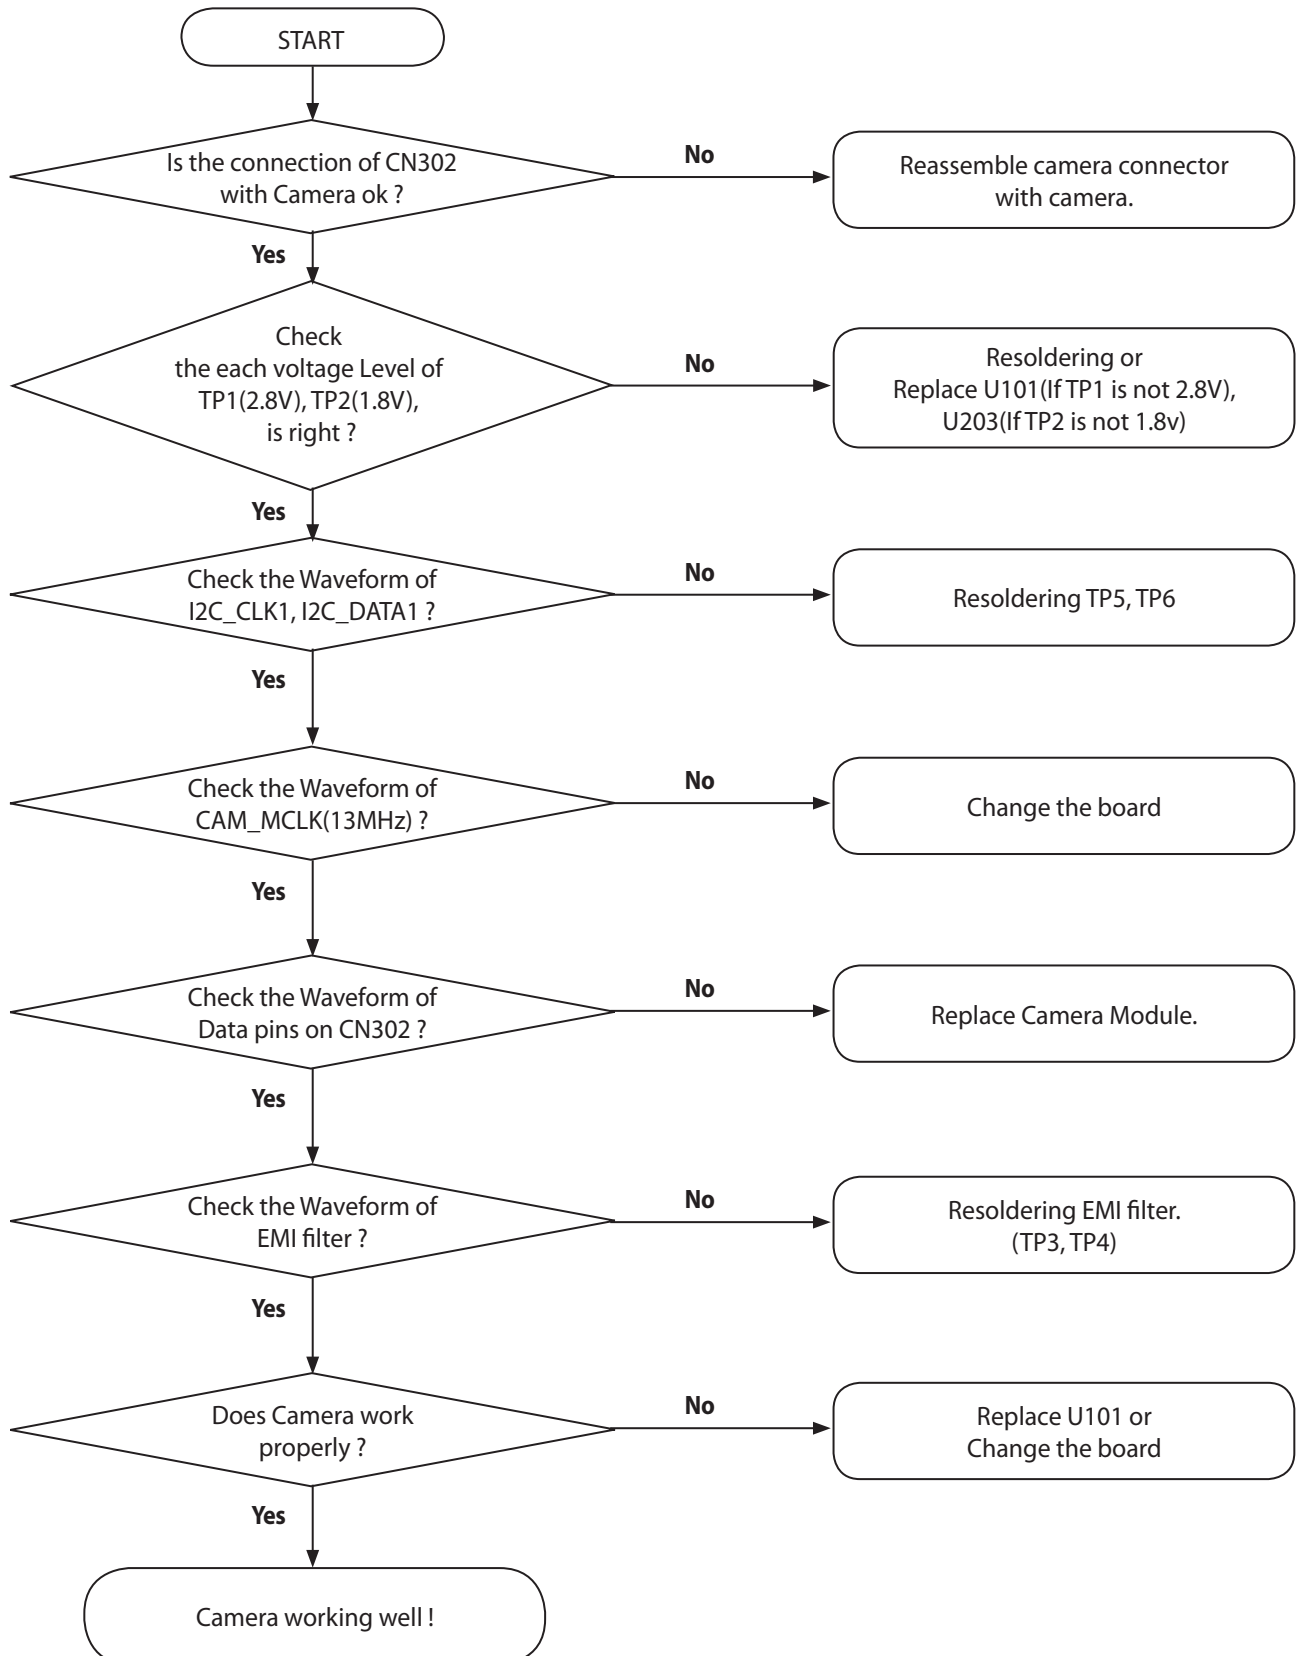 START
Is the connection of CN302
with Camera ok ?
No
Reassemble camera connector
with camera.
Yes
Check
the each voltage Level of
TP1(2.8V), TP2(1.8V),
is right ?
No
Resoldering or
Replace U101(If TP1 is not 2.8V),
U203(If TP2 is not 1.8v)
Yes
Check the Waveform of
I2C_CLK1, I2C_DATA1 ?
No
Resoldering TP5, TP6
Yes
Check the Waveform of
CAM_MCLK(13MHz) ?
No
Change the board
Yes
Check the Waveform of
Data pins on CN302 ?
No
Replace Camera Module.
Yes
Check the Waveform of
EMI filter ?
No
Resoldering EMI filter.
(TP3, TP4)
Yes
Does Camera work
properly ?
No
Replace U101 or
Change the board
Yes
Camera working well !